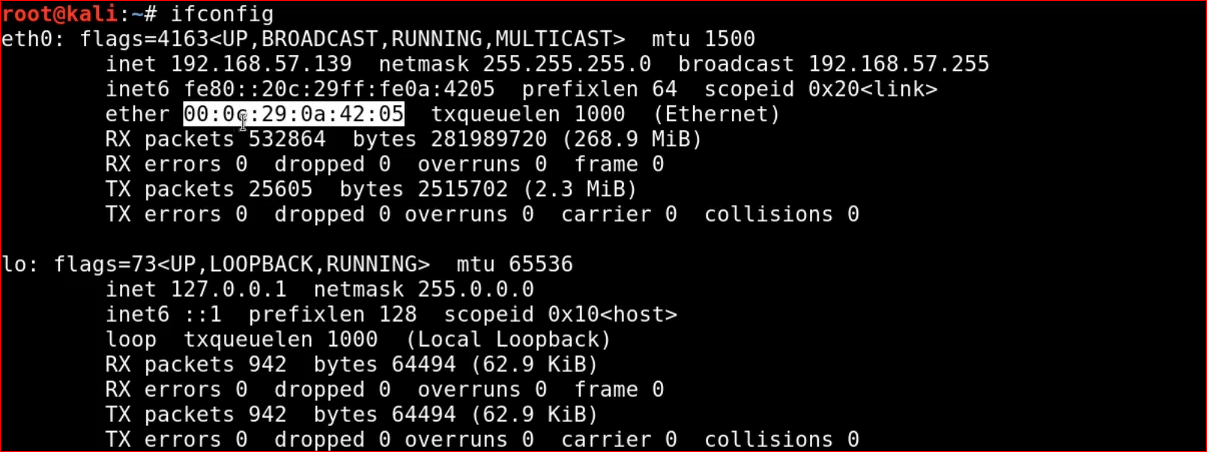 root@kali:~# ifconfig
eth0: flags=4163<UP,BROADCAST,RUNNING,MULTICAST>  mtu 1500
        inet 192.168.57.139  netmask 255.255.255.0  broadcast 192.168.57.255
        inet6 fe80::20c:29ff:fe0a:4205  prefixlen 64  scopeid 0x20<link>
        ether 00:0c:29:0a:42:05  txqueuelen 1000  (Ethernet)
        RX packets 532864  bytes 281989720 (268.9 MiB)
        RX errors 0  dropped 0  overruns 0  frame 0
        TX packets 25605  bytes 2515702 (2.3 MiB)
        TX errors 0  dropped 0 overruns 0  carrier 0  collisions 0

lo: flags=73<UP,LOOPBACK,RUNNING>  mtu 65536
        inet 127.0.0.1  netmask 255.0.0.0
        inet6 ::1  prefixlen 128  scopeid 0x10<host>
        loop  txqueuelen 1000  (Local Loopback)
        RX packets 942  bytes 64494 (62.9 KiB)
        RX errors 0  dropped 0  overruns 0  frame 0
        TX packets 942  bytes 64494 (62.9 KiB)
        TX errors 0  dropped 0 overruns 0  carrier 0  collisions 0